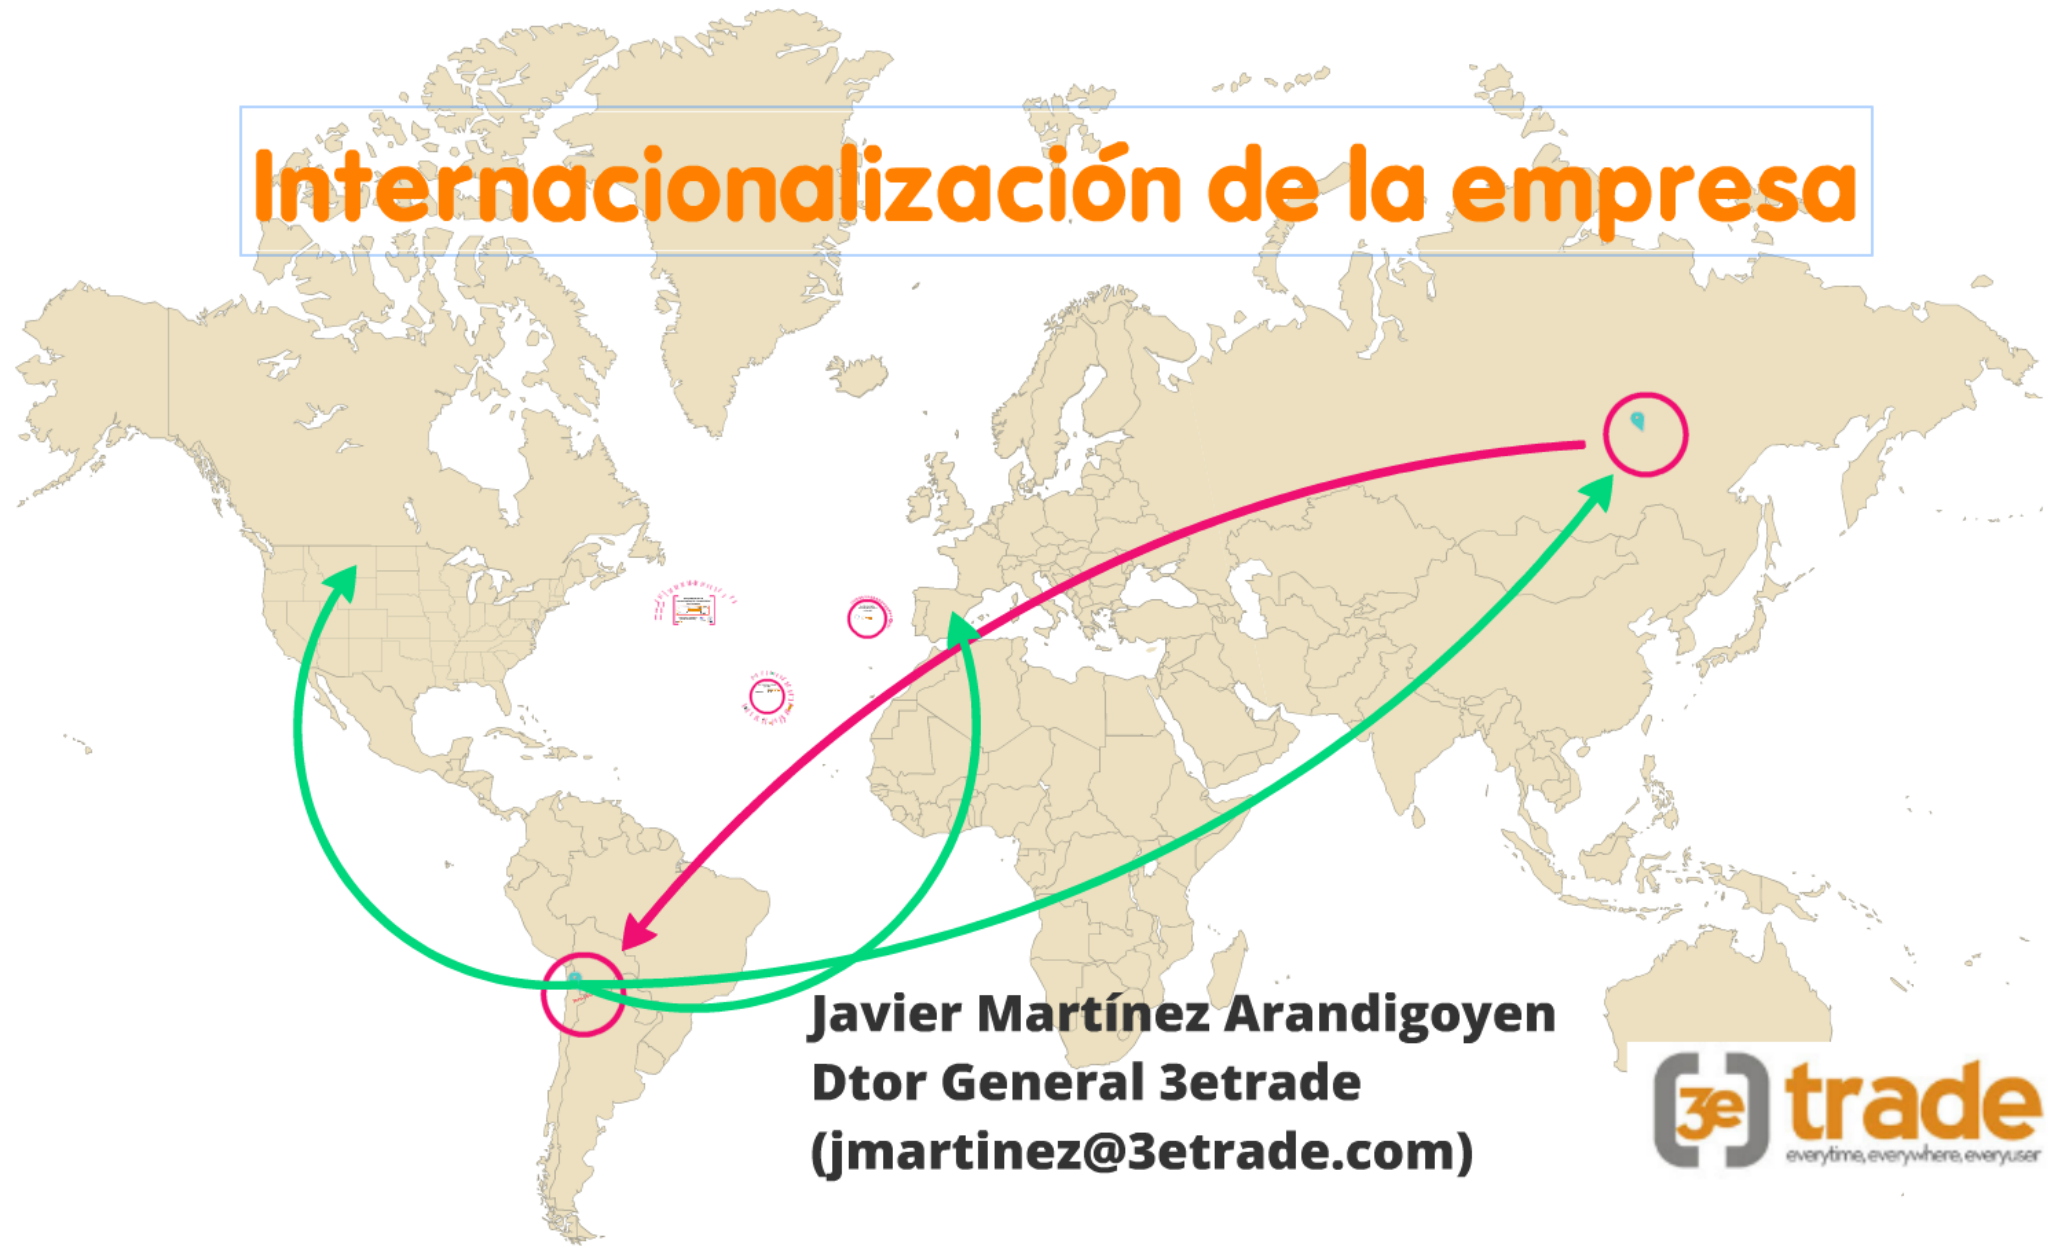 Internacionalización de la empresa
Javier Martínez Arandigoyen
Dtor General 3etrade
(jmartinez@3etrade.com)
3e trade
everytime, everywhere, everyuser